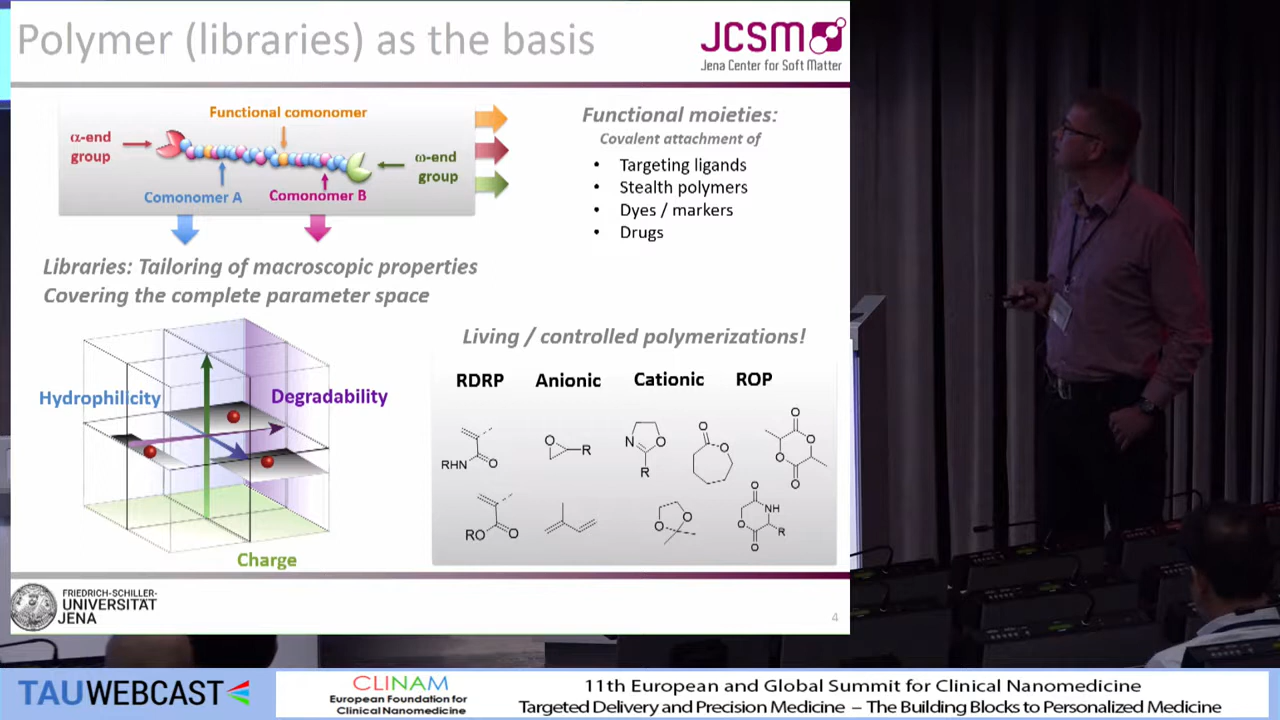 Polymer (libraries) as the basis
JCSM
Jena Center for Soft Matter
Functional comonomer
α-end
group
ω-end
group
Comonomer A
Comonomer B
Functional moieties:
Covalent attachment of
• Targeting ligands
• Stealth polymers
• Dyes / markers
• Drugs
Libraries: Tailoring of macroscopic properties
Covering the complete parameter space
Hydrophilicity
Degradability
Charge
Living / controlled polymerizations!
RDRP Anionic Cationic ROP
RHN
O
O
R
N
O
R
O
O
O
O
O
O
RO
O
O
O
O
O
NH
R
O
FRIEDRICH-SCHILLER-
UNIVERSITÄT
JENA
4
TAUWEBCAST
CLINAM
European Foundation for
Clinical Nanomedicine
11th European and Global Summit for Clinical Nanomedicine
Targeted Delivery and Precision Medicine – The Building Blocks to Personalized Medicine